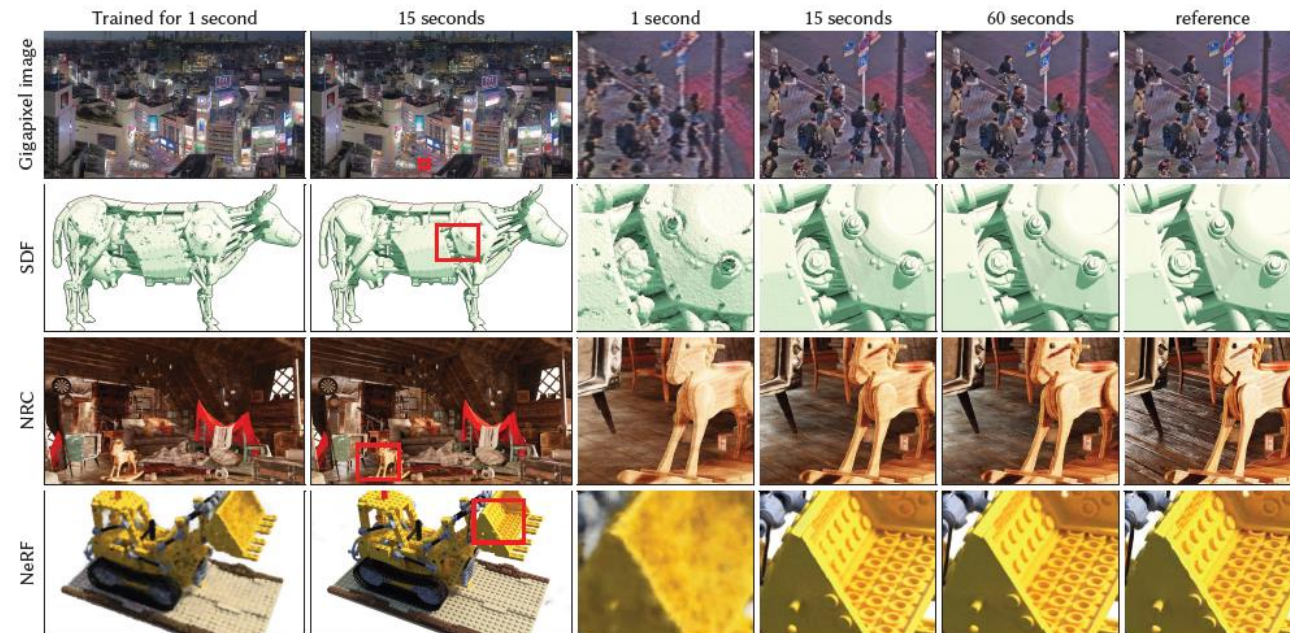 Trained for 1 second 15 seconds 1 second 15 seconds 60 seconds reference
Gigapixel image
SDF
NRC
NeRF